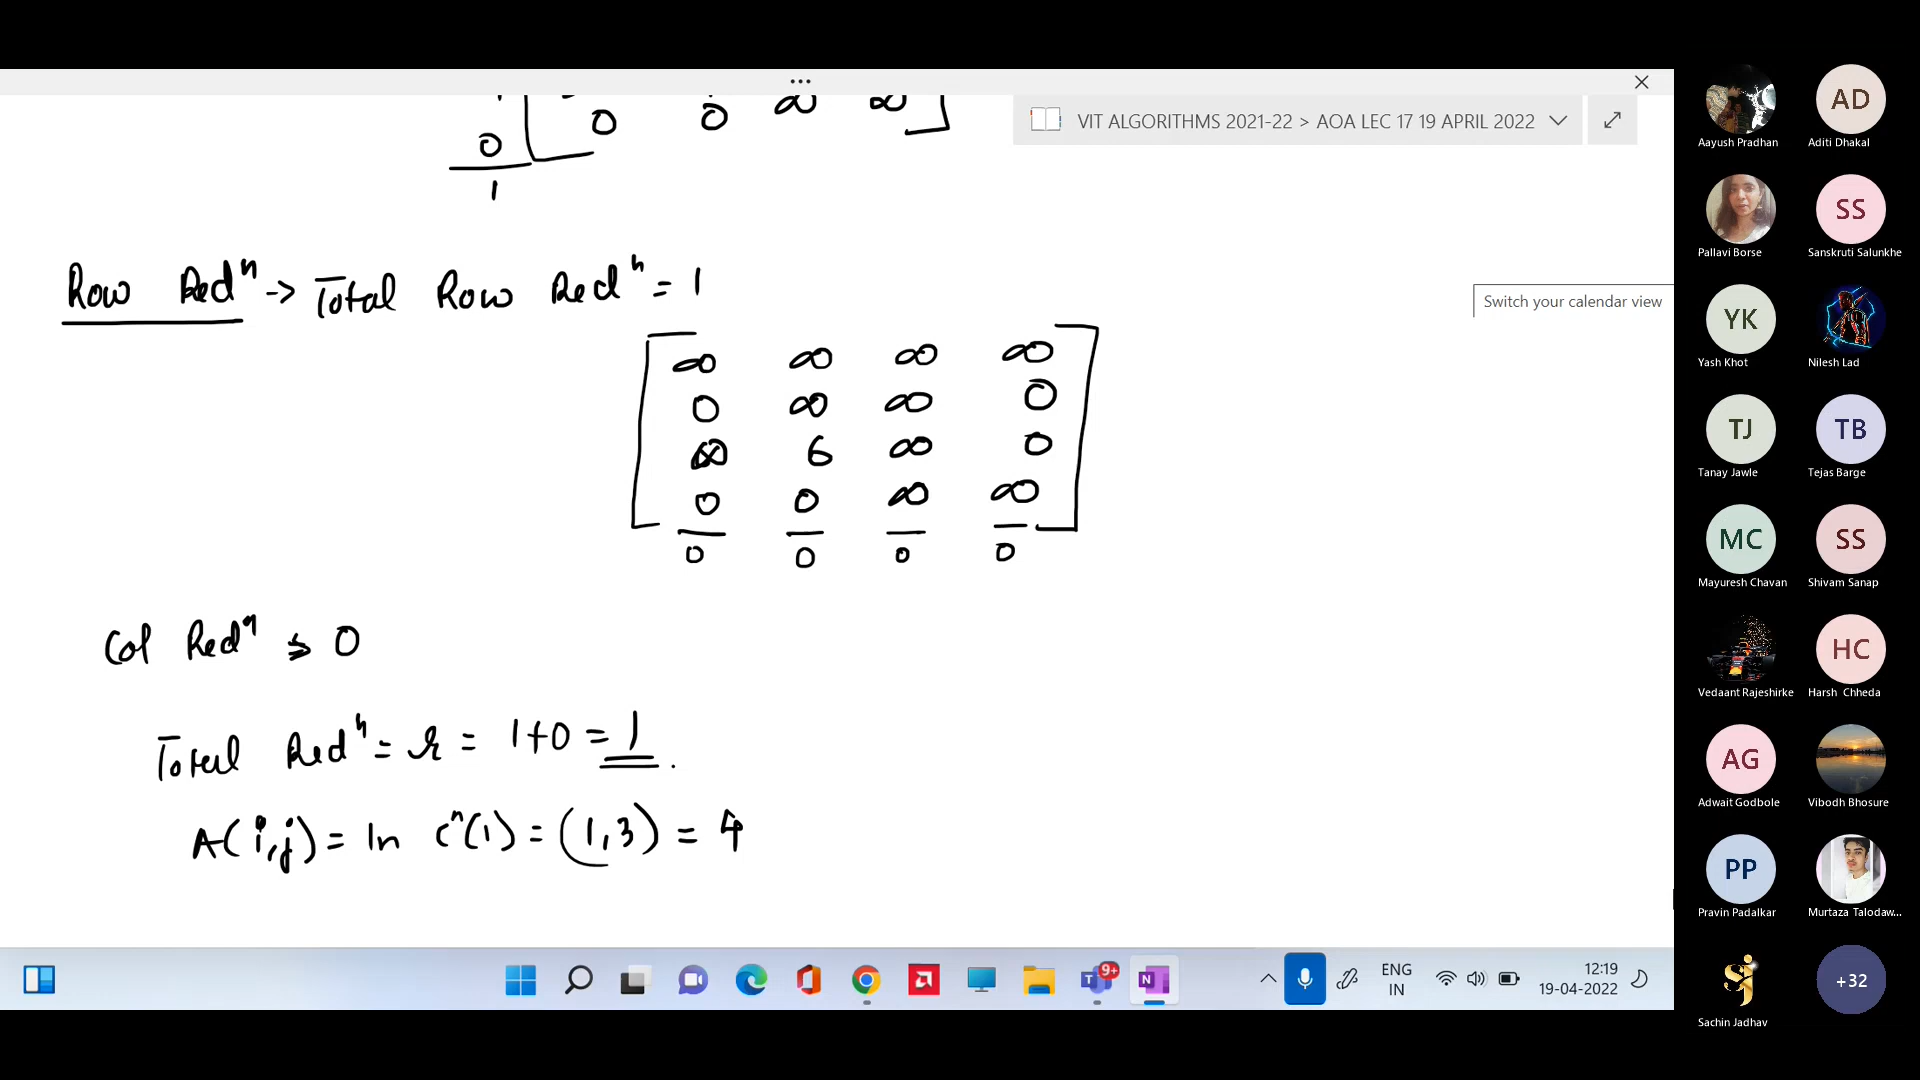 ...
VIT ALGORITHMS 2021-22 > AOA LEC 17 19 APRIL 2022
0 0 ∞ ∞
0
1
Switch your calendar view
Row Redⁿ -> Total Row Redⁿ = 1
∞ ∞ ∞ ∞
0 ∞ ∞ 0
∞ 6 ∞ 0
0 0 ∞ ∞
0 0 0 0
Col Redⁿ 0
Total Redⁿ = r = 1+0 = 1.
A(i,j) = In Cⁿ(1) = (1,3) = 4
AD
Aayush Pradhan
Aditi Dhakal
SS
Pallavi Borse
Sanskruti Salunkhe
YK
Yash Khot
Nilesh Lad
TJ
TB
Tanay Jawle
Tejas Barge
MC
SS
Mayuresh Chavan
Shivam Sanap
HC
Vedaant Rajeshirke
Harsh Chheda
AG
Adwait Godbole
Vibodh Bhosure
PP
Pravin Padalkar
Murtaza Talodaw...
+32
Sachin Jadhav
9+
ENG
IN
12:19
19-04-2022